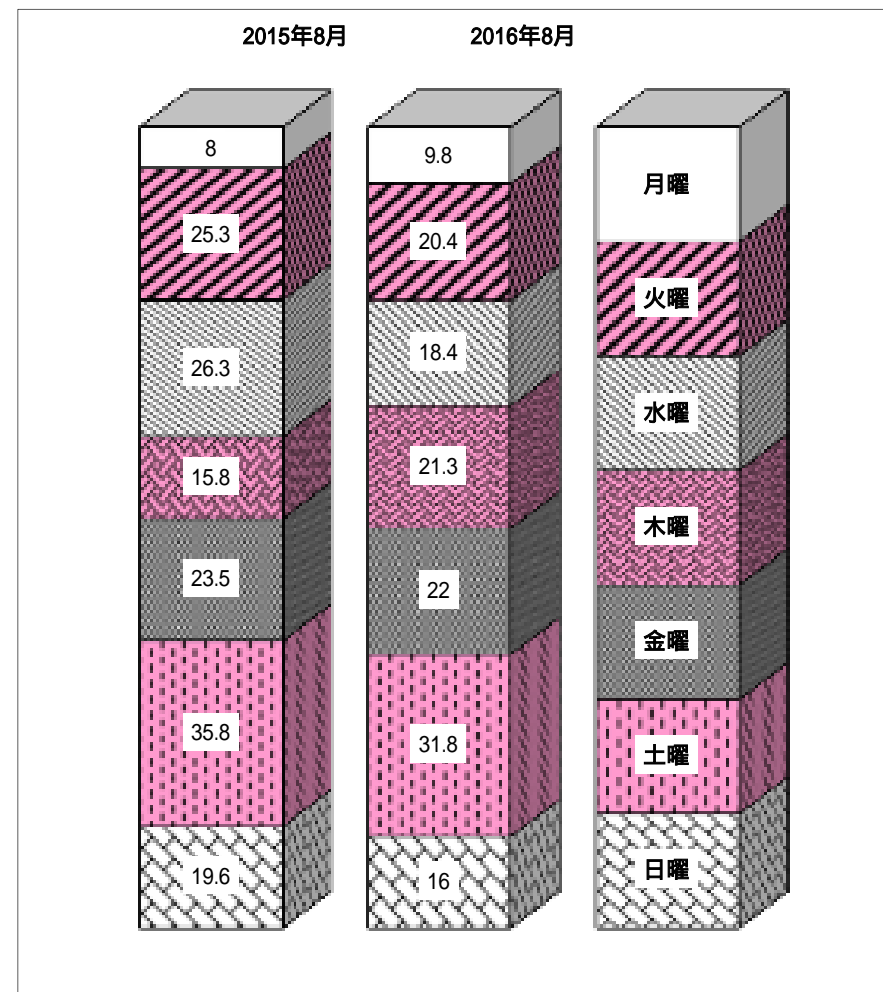 2015年8月 2016年8月
8 9.8 月曜
25.3 20.4 火曜
26.3 18.4 水曜
15.8 21.3 木曜
23.5 22 金曜
35.8 31.8 土曜
19.6 16 日曜